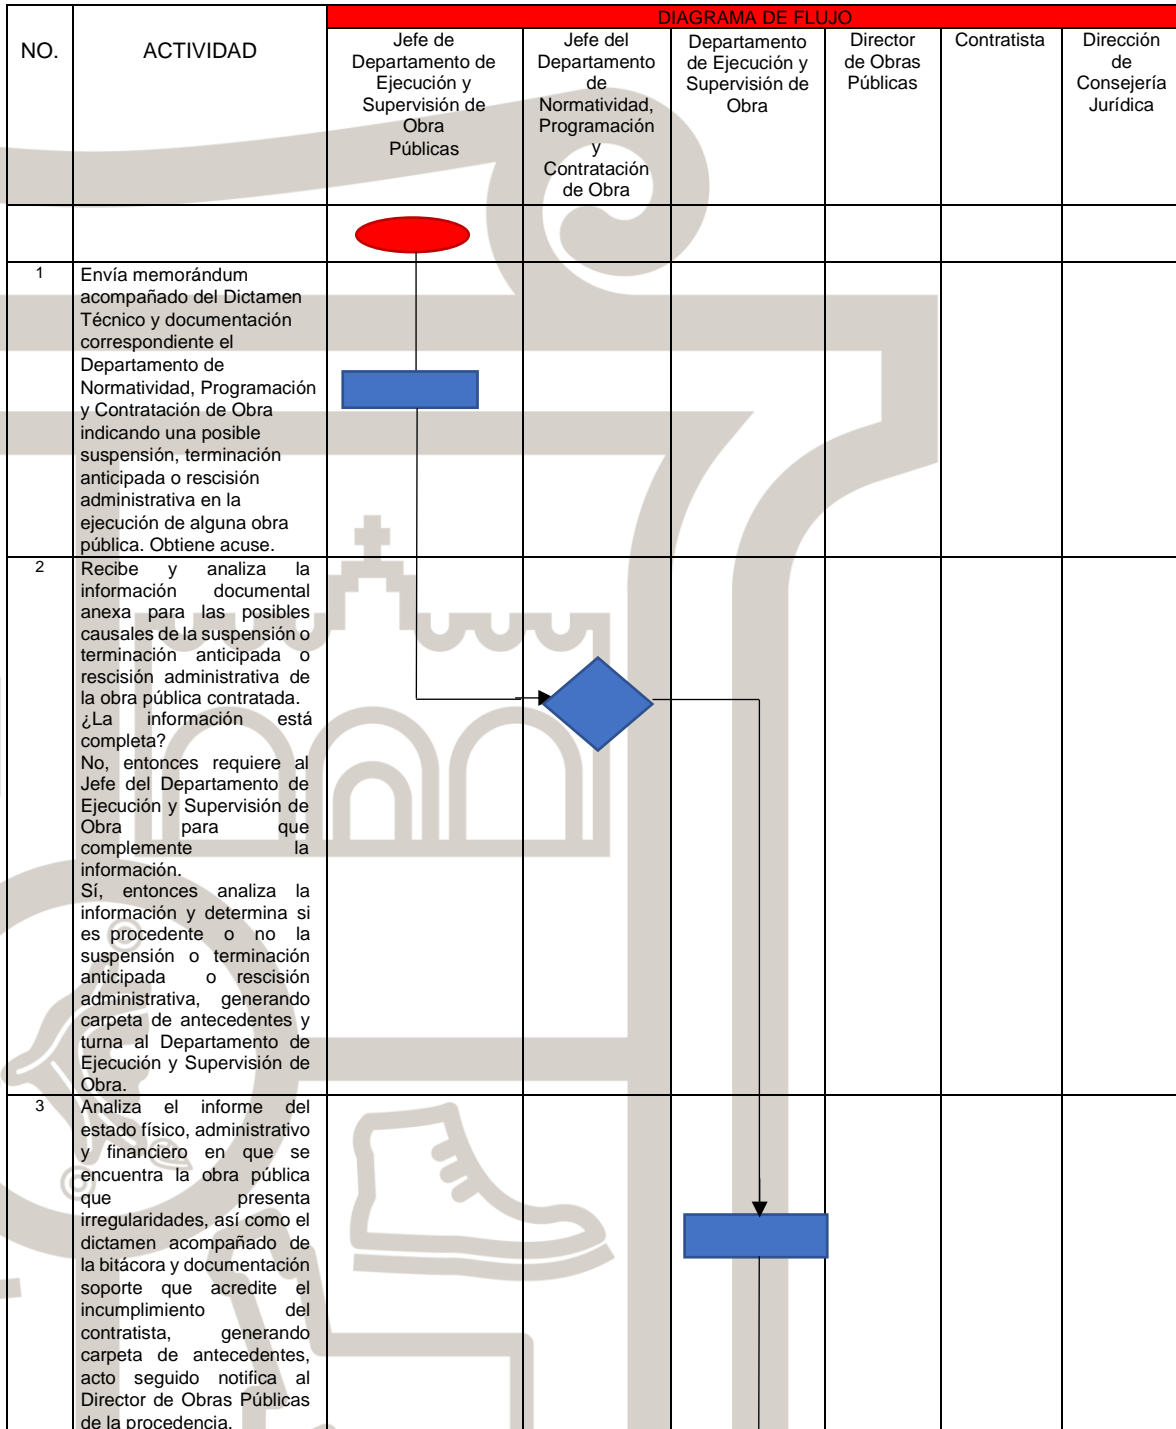 DIAGRAMA DE FLUJO
NO.
ACTIVIDAD
Jefe de
Departamento de
Ejecución y
Supervisión de
Obra
Públicas
Jefe del
Departamento
de
Normatividad,
Programación
y
Contratación
de Obra
Departamento
de Ejecución y
Supervisión de
Obra
Director
de Obras
Públicas
Contratista
Dirección
de
Consejería
Jurídica
1
Envía memorándum
acompañado del Dictamen
Técnico y documentación
correspondiente el
Departamento de
Normatividad, Programación
y Contratación de Obra
indicando una posible
suspensión, terminación
anticipada o rescisión
administrativa en la
ejecución de alguna obra
pública. Obtiene acuse.
2
Recibe y analiza la
información documental
anexa para las posibles
causales de la suspensión o
terminación anticipada o
rescisión administrativa de
la obra pública contratada.
¿La información está
completa?
No, entonces requiere al
Jefe del Departamento de
Ejecución y Supervisión de
Obra para que
complemente la
información.
Sí, entonces analiza la
información y determina si
es procedente o no la
suspensión o terminación
anticipada o rescisión
administrativa, generando
carpeta de antecedentes y
turna al Departamento de
Ejecución y Supervisión de
Obra.
3
Analiza el informe del
estado físico, administrativo
y financiero en que se
encuentra la obra pública
que presenta
irregularidades, así como el
dictamen acompañado de
la bitácora y documentación
soporte que acredite el
incumplimiento del
contratista, generando
carpeta de antecedentes,
acto seguido notifica al
Director de Obras Públicas
de la procedencia.